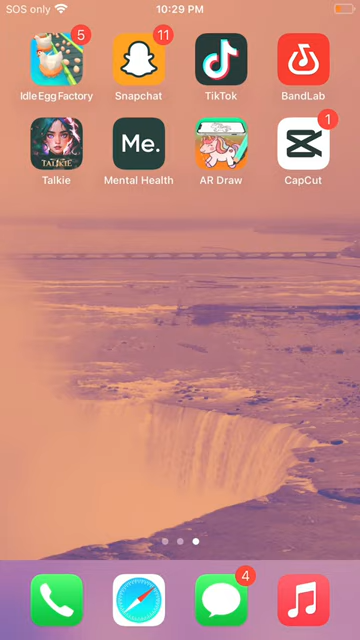 SOS only 10:29 PM
5 11
Idle Egg Factory Snapchat TikTok BandLab
TALKIE Me. 1
Talkie Mental Health AR Draw CapCut
4